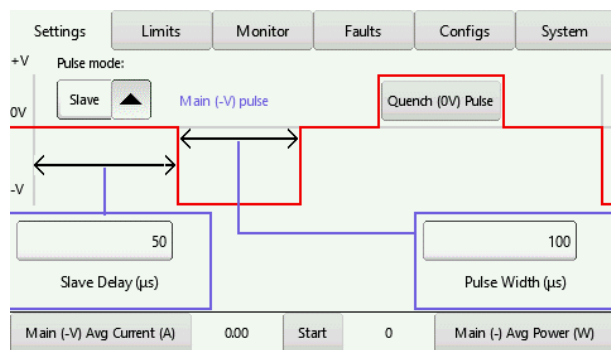 Settings Limits Monitor Faults Configs System
+V Pulse mode:
Slave Main (-V) pulse Quench (0V) Pulse
0V
-V
50 100
Slave Delay (µs) Pulse Width (µs)
Main (-V) Avg Current (A) 0.00 Start 0 Main (-) Avg Power (W)